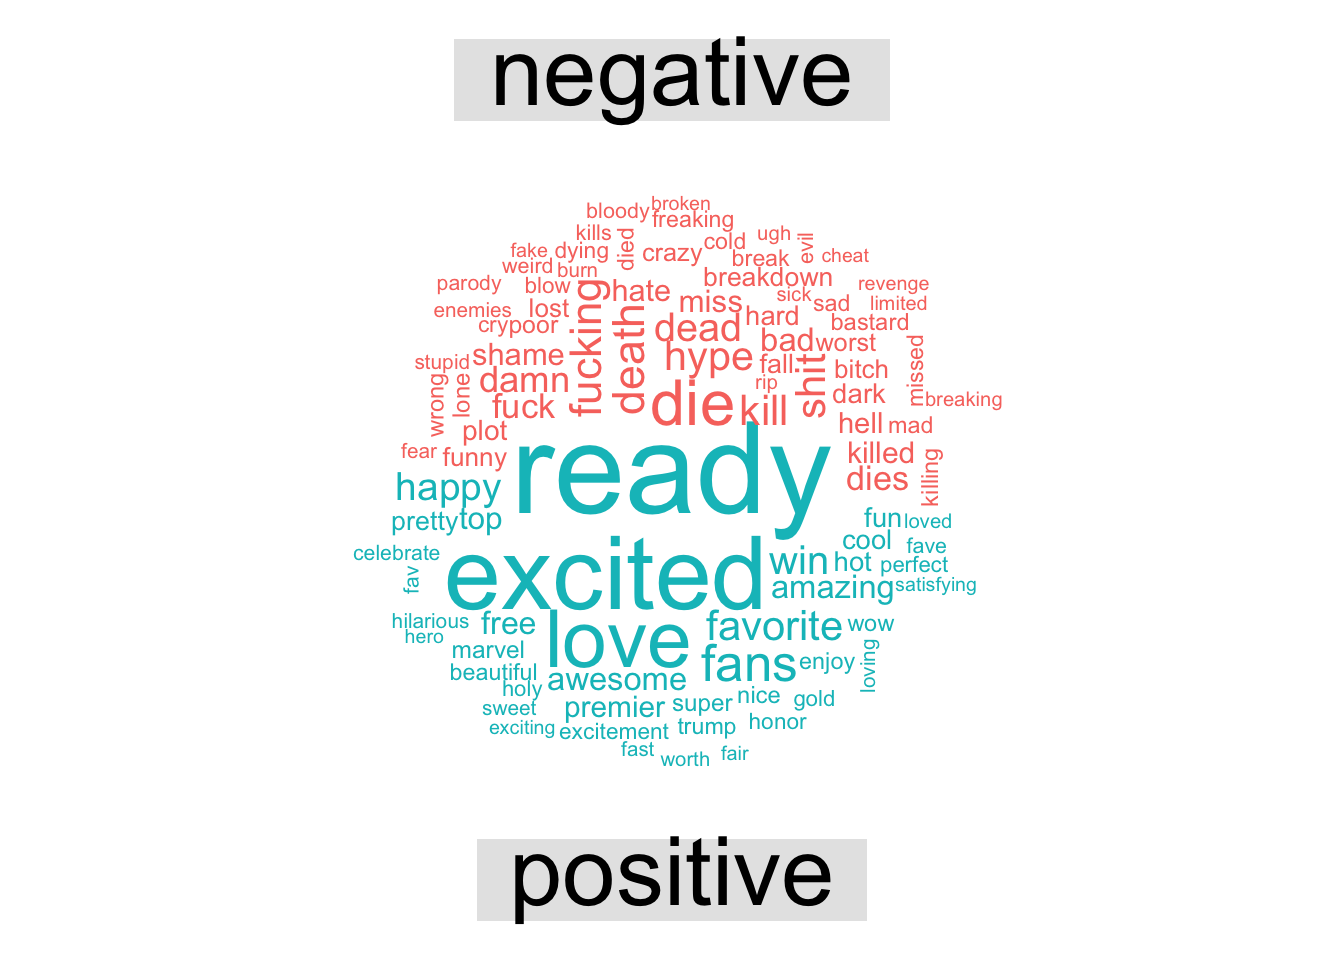 negative
broken
bloody freaking
kills died cold ugh evil
fake dying crazy break cheat
weird burn breakdown revenge
parody blow fucking hate miss sick sad limited
enemies lost death dead hard bastard
crypoor hype bad worst
stupid shame fall shit bitch missed
wrong lone damn die rip dark breaking
fuck kill
plot hell mad
fear funny killed
dies killing
ready
happy
pretty top fun loved
celebrate excited win cool fave
fav hot perfect
amazing satisfying
hilarious free love favorite wow
hero
marvel fans enjoy loving
beautiful awesome
holy premier super nice gold
sweet
exciting excitement trump honor
fast worth fair
positive